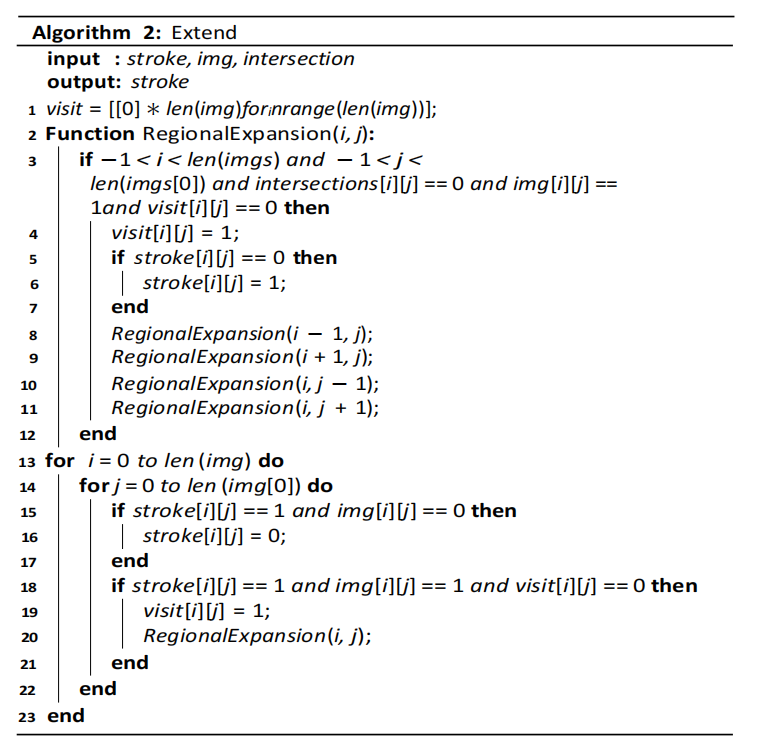 Algorithm 2: Extend
input : stroke, img, intersection
output: stroke
1 visit = [[0] ∗ len(img)forᵢnrange(len(img))];
2 Function RegionalExpansion(i, j):
3 if −1 < i < len(imgs) and − 1 < j <
len(imgs[0]) and intersections[i][j] == 0 and img[i][j] ==
1and visit[i][j] == 0 then
4 visit[i][j] = 1;
5 if stroke[i][j] == 0 then
6 stroke[i][j] = 1;
7 end
8 RegionalExpansion(i − 1, j);
9 RegionalExpansion(i + 1, j);
10 RegionalExpansion(i, j − 1);
11 RegionalExpansion(i, j + 1);
12 end
13 for i = 0 to len (img) do
14 for j = 0 to len (img[0]) do
15 if stroke[i][j] == 1 and img[i][j] == 0 then
16 stroke[i][j] = 0;
17 end
18 if stroke[i][j] == 1 and img[i][j] == 1 and visit[i][j] == 0 then
19 visit[i][j] = 1;
20 RegionalExpansion(i, j);
21 end
22 end
23 end